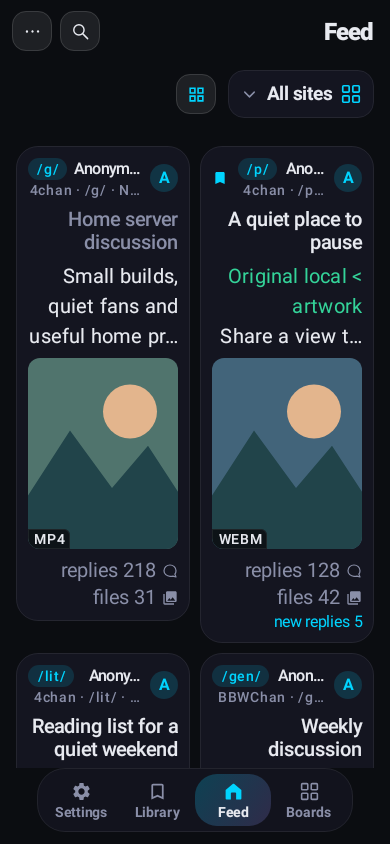 Feed
All sites
/g/ Anonym… A
4chan · /g/ · N…
Home server
discussion
Small builds,
quiet fans and
useful home pr…
MP4
replies 218
files 31
/p/ Ano… A
4chan · /p…
A quiet place to
pause
Original local <
artwork
Share a view t…
WEBM
replies 128
files 42
new replies 5
/lit/ Anony… A
4chan · /lit/ · …
Reading list for a
quiet weekend
/gen/ Anon… A
BBWChan · /g…
Weekly
discussion
Settings
Library
Feed
Boards